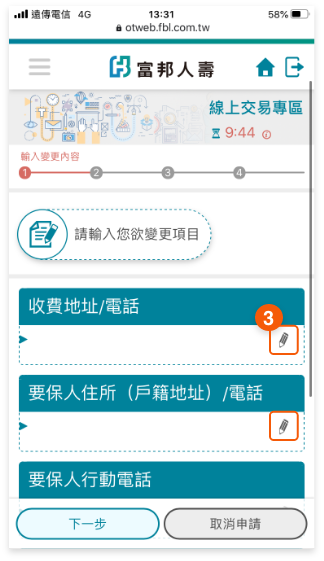 遠傳電信 4G 13:31 58%
otweb.fbl.com.tw
富邦人壽
線上交易專區
9:44
輸入變更內容
1 2 3 4
請輸入您欲變更項目
收費地址/電話
3
要保人住所（戶籍地址）/電話
要保人行動電話
下一步 取消申請